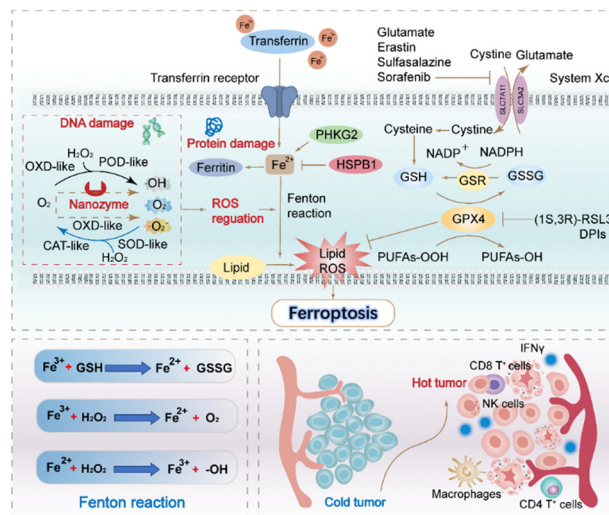 Fe3+
Fe3+
Fe3+
Transferrin
Transferrin receptor
Glutamate
Erastin
Sulfasalazine
Sorafenib
Cystine
Glutamate
SLC7A11
SLC3A2
System Xc
DNA damage
H2O2
OXD-like
POD-like
·OH
O2
Nanozyme
O2
OXD-like
O2
CAT-like
SOD-like
H2O2
ROS
reguation
Protein damage
Ferritin
Fe2+
PHKG2
HSPB1
Fenton
reaction
Cysteine
Cystine
NADP+
NADPH
GSH
GSR
GSSG
GPX4
(1S,3R)-RSL3
DPIs
PUFAs-OOH
PUFAs-OH
Lipid
Lipid
ROS
Ferroptosis
Fe3+ + GSH Fe2+ + GSSG
Fe3+ + H2O2 Fe2+ + O2
Fe2+ + H2O2 Fe3+ + -OH
Fenton reaction
Cold tumor
Hot tumor
IFNγ
CD8 T+ cells
NK cells
Macrophages
CD4 T+ cells